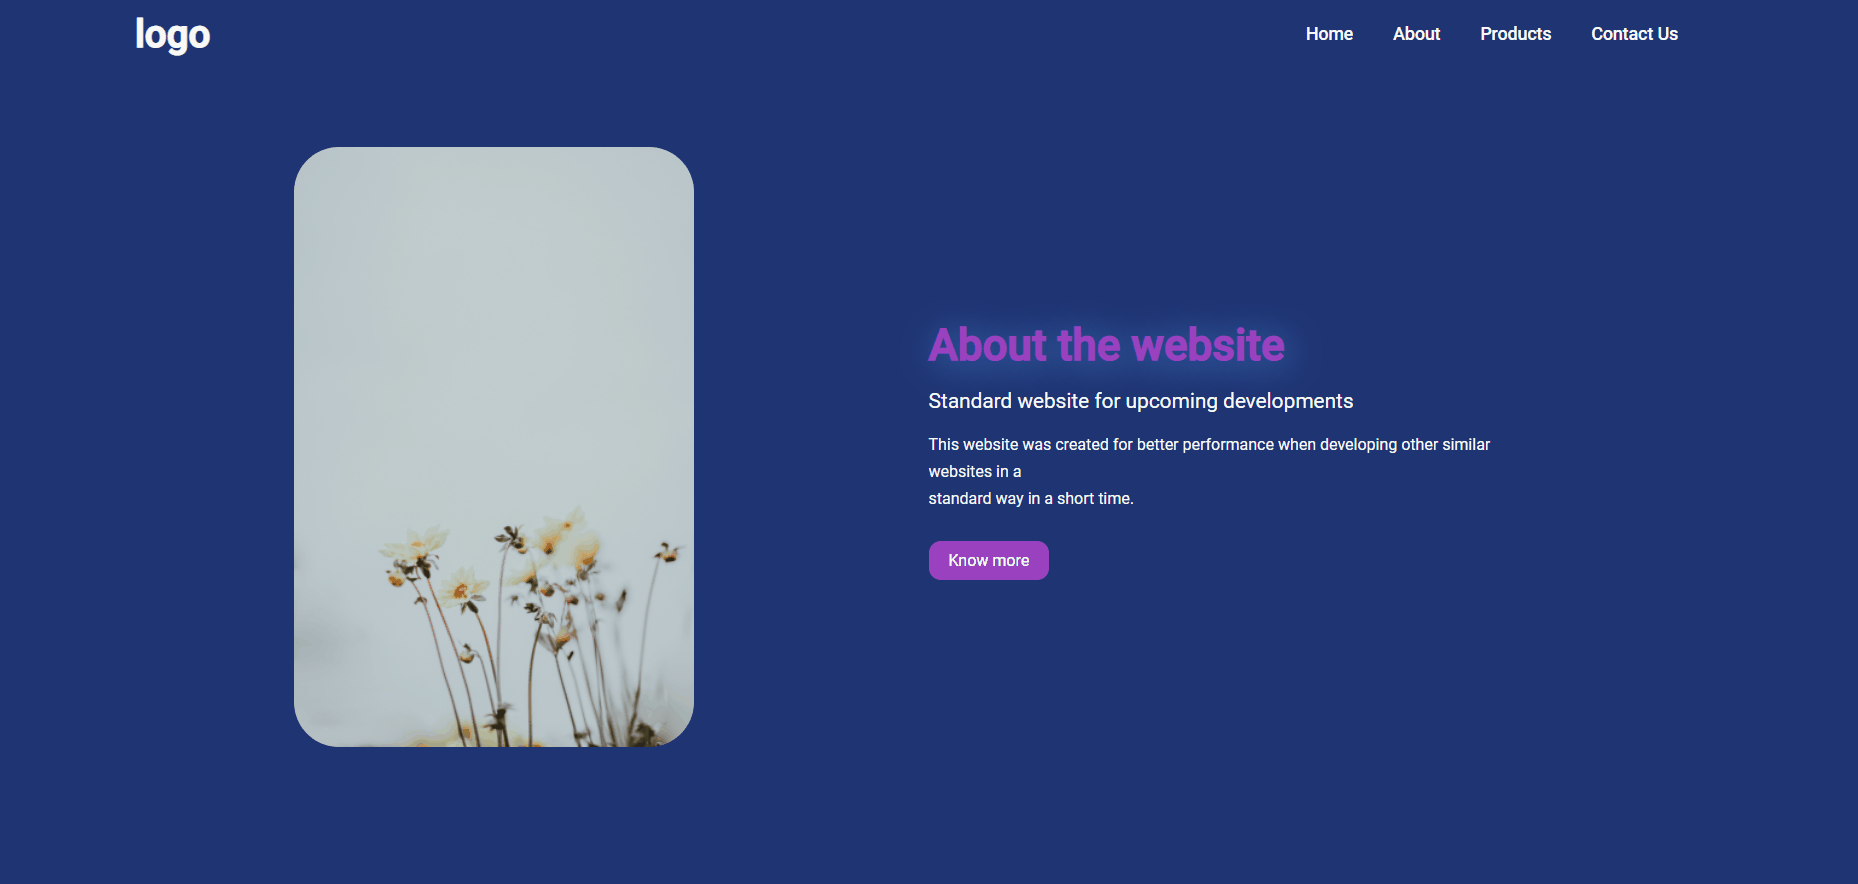 logo
Home About Products Contact Us
About the website
Standard website for upcoming developments
This website was created for better performance when developing other similar
websites in a
standard way in a short time.
Know more